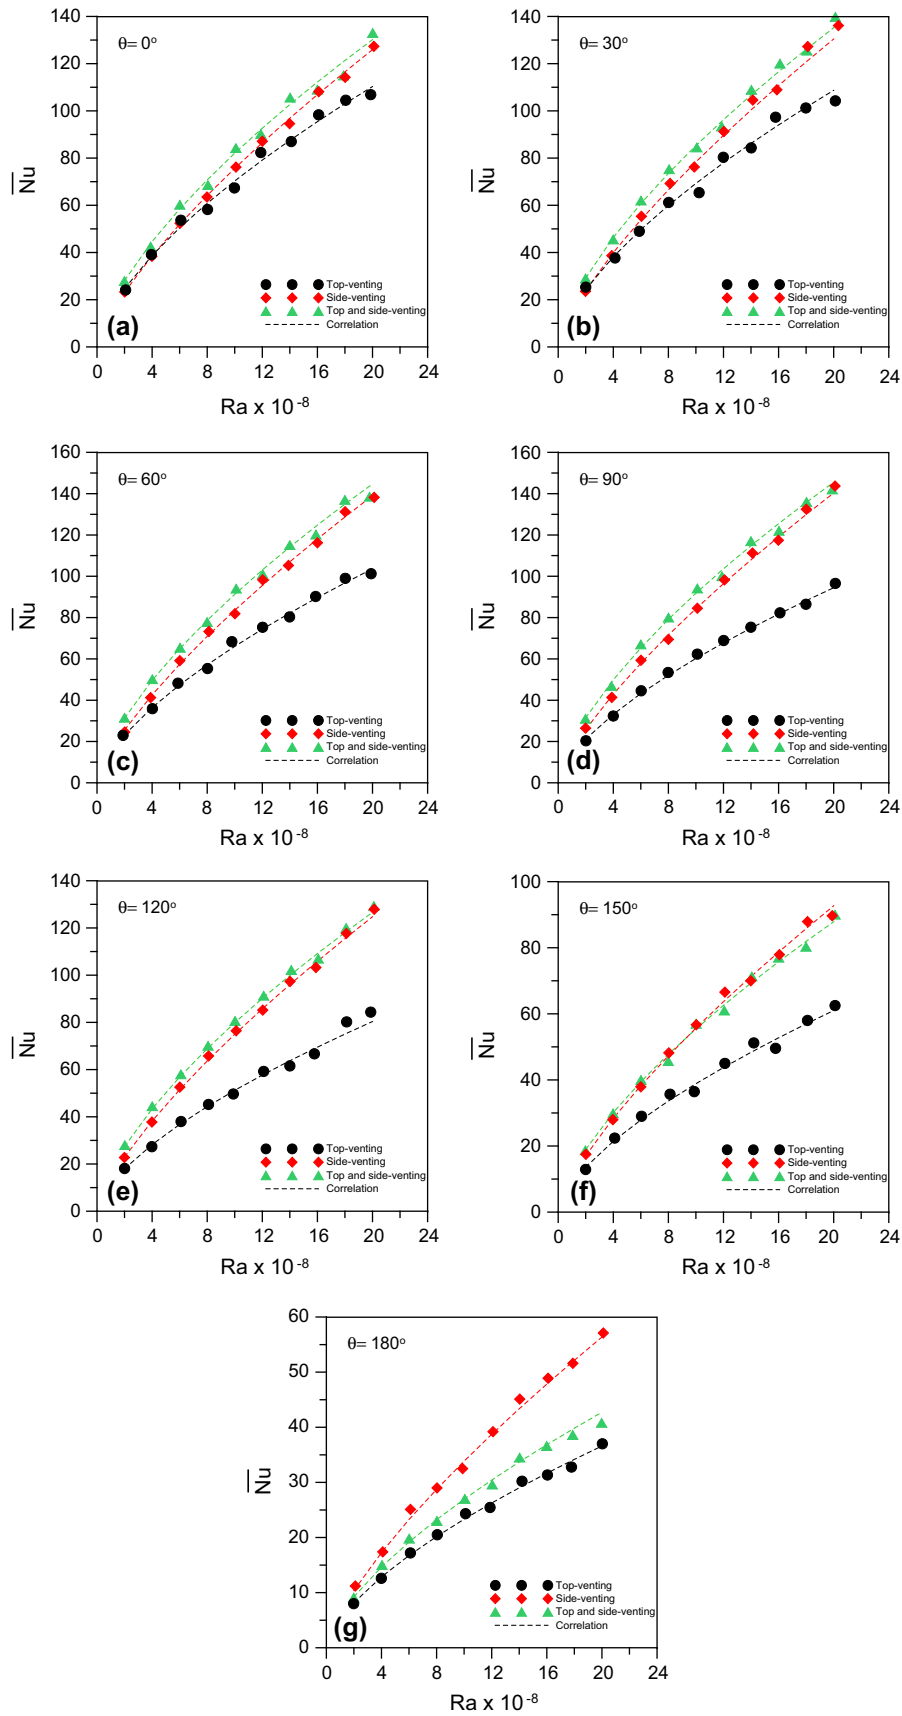 θ= 0°
140
120
100
80
60
40
20
0
Nu
Top-venting
Side-venting
Top and side-venting
Correlation
(a)
0 4 8 12 16 20 24
Ra x 10-8
θ= 30°
140
120
100
80
60
40
20
0
Nu
Top-venting
Side-venting
Top and side-venting
Correlation
(b)
0 4 8 12 16 20 24
Ra x 10-8
θ= 60°
160
140
120
100
80
60
40
20
0
Nu
Top-venting
Side-venting
Top and side-venting
Correlation
(c)
0 4 8 12 16 20 24
Ra x 10-8
θ= 90°
160
140
120
100
80
60
40
20
0
Nu
Top-venting
Side-venting
Top and side-venting
Correlation
(d)
0 4 8 12 16 20 24
Ra x 10-8
θ= 120°
140
120
100
80
60
40
20
0
Nu
Top-venting
Side-venting
Top and side-venting
Correlation
(e)
0 4 8 12 16 20 24
Ra x 10-8
θ= 150°
100
80
60
40
20
0
Nu
Top-venting
Side-venting
Top and side-venting
Correlation
(f)
0 4 8 12 16 20 24
Ra x 10-8
θ= 180°
60
50
40
30
20
10
0
Nu
Top-venting
Side-venting
Top and side-venting
Correlation
(g)
0 4 8 12 16 20 24
Ra x 10-8